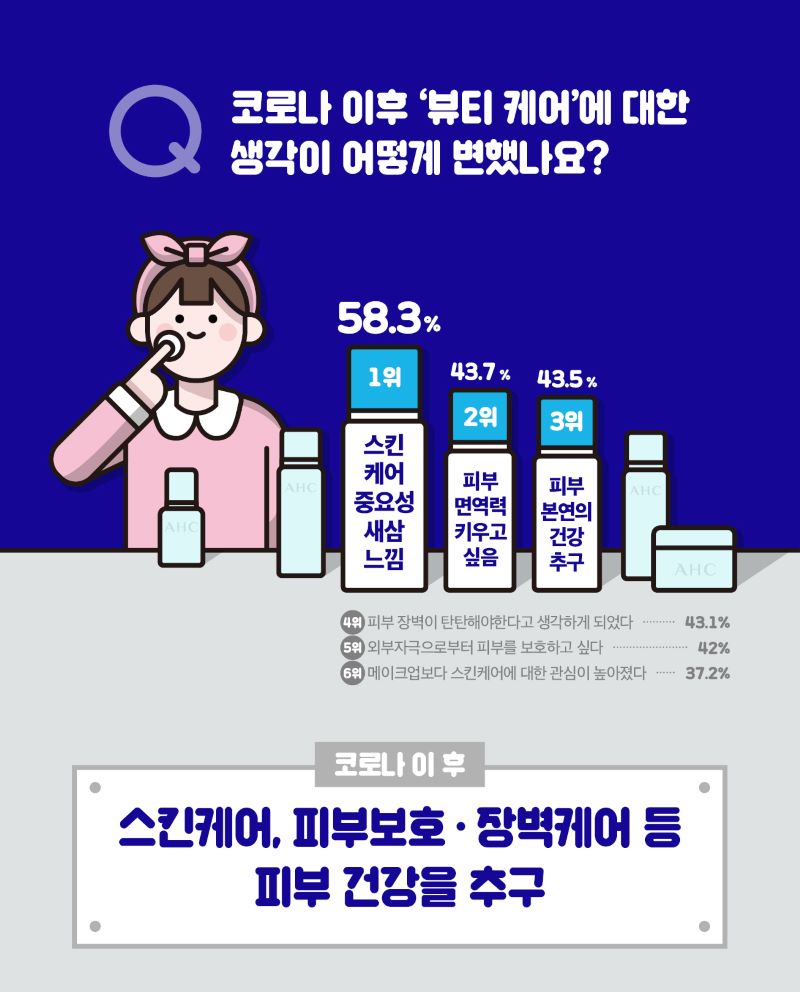 Q
코로나 이후 ‘뷰티 케어’에 대한
생각이 어떻게 변했나요?
58.3%
1위
스킨
케어
중요성
새삼
느낌
43.7%
2위
피부
면역력
키우고
싶음
43.5%
3위
피부
본연의
건강
추구
AHC
AHC
AHC
AHC
4위 피부 장벽이 탄탄해야한다고 생각하게 되었다 ········· 43.1%
5위 외부자극으로부터 피부를 보호하고 싶다 ····················· 42%
6위 메이크업보다 스킨케어에 대한 관심이 높아졌다 ······ 37.2%
코로나 이 후
스킨케어, 피부보호·장벽케어 등
피부 건강을 추구